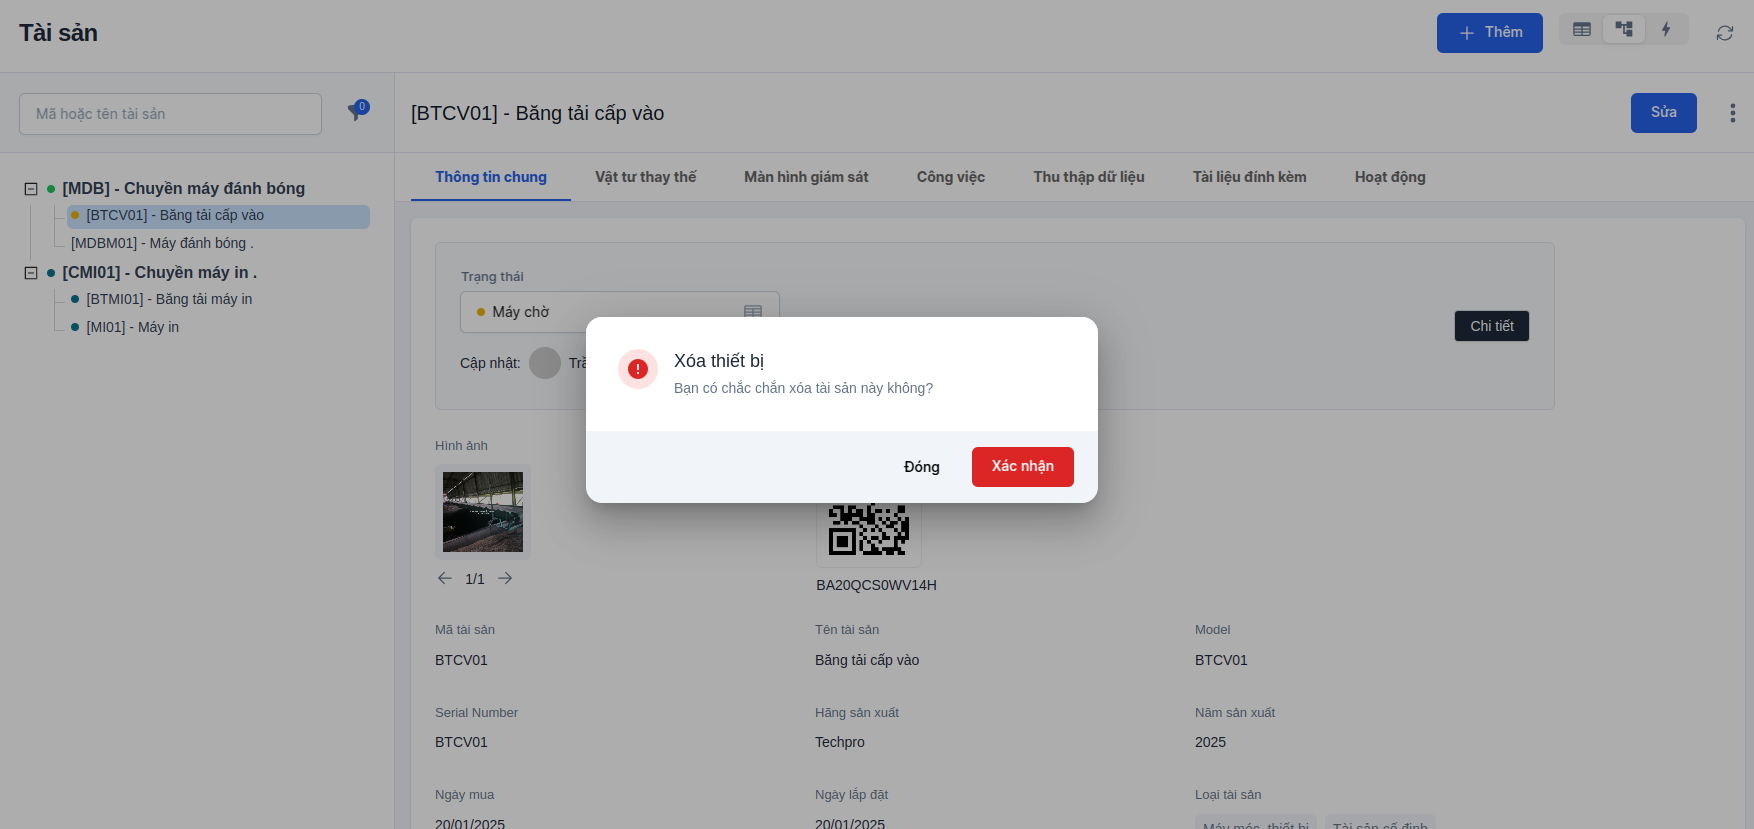 Tài sản
Thêm
Mã hoặc tên tài sản
0
[MDB] - Chuyền máy đánh bóng
[BTCV01] - Băng tải cấp vào
[MDBM01] - Máy đánh bóng .
[CMI01] - Chuyền máy in .
[BTMI01] - Băng tải máy in
[MI01] - Máy in
[BTCV01] - Băng tải cấp vào
Sửa
Thông tin chung
Vật tư thay thế
Màn hình giám sát
Công việc
Thu thập dữ liệu
Tài liệu đính kèm
Hoạt động
Trạng thái
Máy chờ
Cập nhật:
Chi tiết
Xóa thiết bị
Bạn có chắc chắn xóa tài sản này không?
Đóng
Xác nhận
Hình ảnh
1/1
BA20QCS0WV14H
Mã tài sản
Tên tài sản
Model
BTCV01
Băng tải cấp vào
BTCV01
Serial Number
Hãng sản xuất
Năm sản xuất
BTCV01
Techpro
2025
Ngày mua
Ngày lắp đặt
Loại tài sản
20/01/2025
20/01/2025
Máy móc, thiết bị
Tài sản cố định